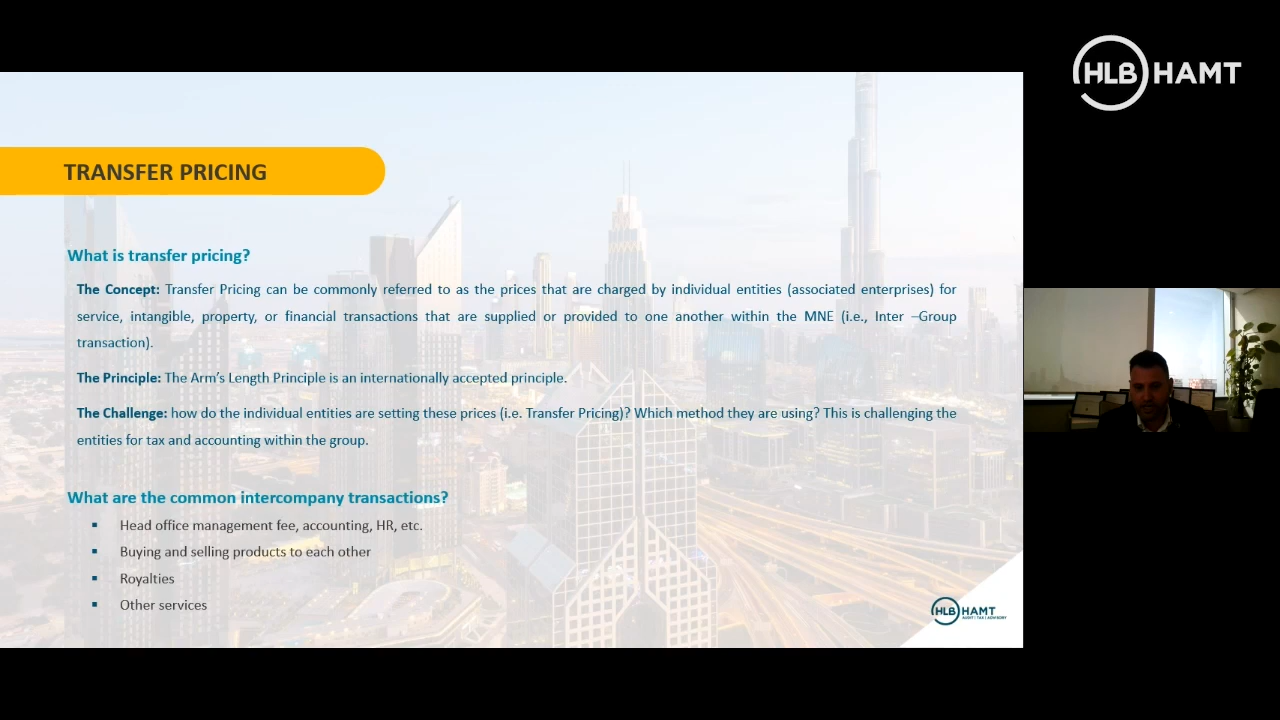 HLB HAMT
TRANSFER PRICING
What is transfer pricing?
The Concept: Transfer Pricing can be commonly referred to as the prices that are charged by individual entities (associated enterprises) for
service, intangible, property, or financial transactions that are supplied or provided to one another within the MNE (i.e., Inter –Group
transaction).
The Principle: The Arm's Length Principle is an internationally accepted principle.
The Challenge: how do the individual entities are setting these prices (i.e. Transfer Pricing)? Which method they are using? This is challenging the
entities for tax and accounting within the group.
What are the common intercompany transactions?
▪ Head office management fee, accounting, HR, etc.
▪ Buying and selling products to each other
▪ Royalties
▪ Other services
HLB HAMT
AUDIT | TAX | ADVISORY